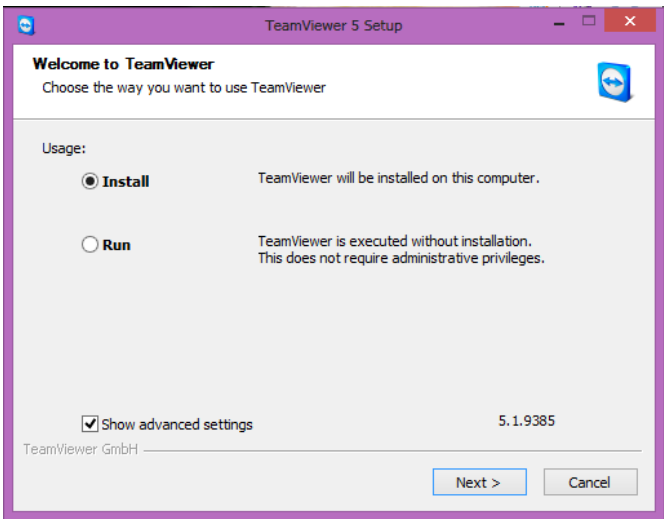 TeamViewer 5 Setup
Welcome to TeamViewer
Choose the way you want to use TeamViewer
Usage:
Install
TeamViewer will be installed on this computer.
Run
TeamViewer is executed without installation.
This does not require administrative privileges.
Show advanced settings
5.1.9385
TeamViewer GmbH
Next >
Cancel